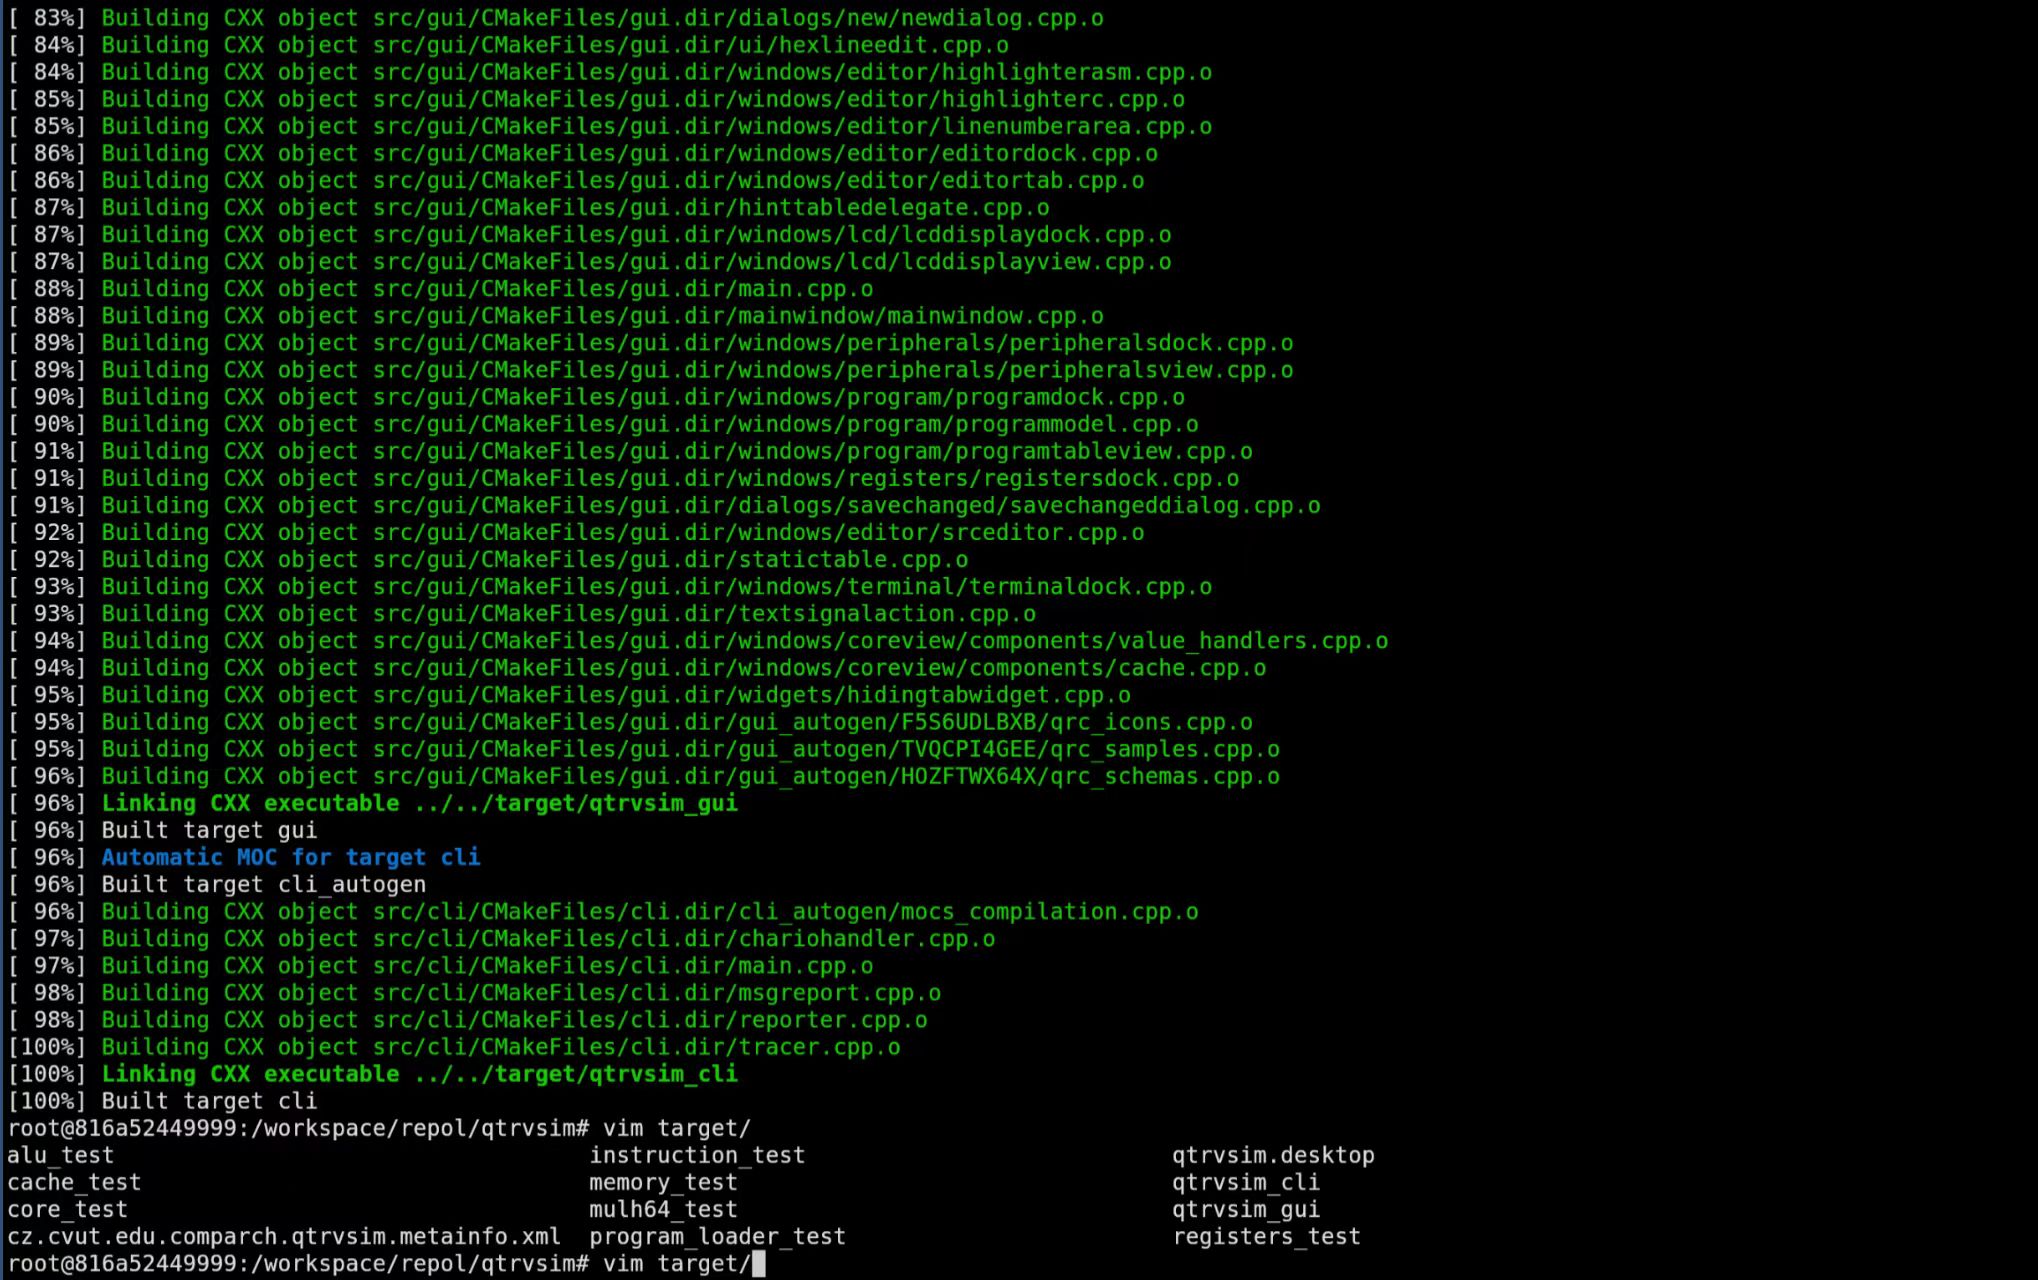 [ 83%] Building CXX object src/gui/CMakeFiles/gui.dir/dialogs/new/newdialog.cpp.o
[ 84%] Building CXX object src/gui/CMakeFiles/gui.dir/ui/hexlineedit.cpp.o
[ 84%] Building CXX object src/gui/CMakeFiles/gui.dir/windows/editor/highlighterasm.cpp.o
[ 85%] Building CXX object src/gui/CMakeFiles/gui.dir/windows/editor/highlighterc.cpp.o
[ 85%] Building CXX object src/gui/CMakeFiles/gui.dir/windows/editor/linenumberarea.cpp.o
[ 86%] Building CXX object src/gui/CMakeFiles/gui.dir/windows/editor/editordock.cpp.o
[ 86%] Building CXX object src/gui/CMakeFiles/gui.dir/windows/editor/editortab.cpp.o
[ 87%] Building CXX object src/gui/CMakeFiles/gui.dir/hinttabledelegate.cpp.o
[ 87%] Building CXX object src/gui/CMakeFiles/gui.dir/windows/lcd/lcddisplaydock.cpp.o
[ 87%] Building CXX object src/gui/CMakeFiles/gui.dir/windows/lcd/lcddisplayview.cpp.o
[ 88%] Building CXX object src/gui/CMakeFiles/gui.dir/main.cpp.o
[ 88%] Building CXX object src/gui/CMakeFiles/gui.dir/mainwindow/mainwindow.cpp.o
[ 89%] Building CXX object src/gui/CMakeFiles/gui.dir/windows/peripherals/peripheralsdock.cpp.o
[ 89%] Building CXX object src/gui/CMakeFiles/gui.dir/windows/peripherals/peripheralsview.cpp.o
[ 90%] Building CXX object src/gui/CMakeFiles/gui.dir/windows/program/programdock.cpp.o
[ 90%] Building CXX object src/gui/CMakeFiles/gui.dir/windows/program/programmodel.cpp.o
[ 91%] Building CXX object src/gui/CMakeFiles/gui.dir/windows/program/programtableview.cpp.o
[ 91%] Building CXX object src/gui/CMakeFiles/gui.dir/windows/registers/registersdock.cpp.o
[ 91%] Building CXX object src/gui/CMakeFiles/gui.dir/dialogs/savechanged/savechangeddialog.cpp.o
[ 92%] Building CXX object src/gui/CMakeFiles/gui.dir/windows/editor/srceditor.cpp.o
[ 92%] Building CXX object src/gui/CMakeFiles/gui.dir/statictable.cpp.o
[ 93%] Building CXX object src/gui/CMakeFiles/gui.dir/windows/terminal/terminaldock.cpp.o
[ 93%] Building CXX object src/gui/CMakeFiles/gui.dir/textsignalaction.cpp.o
[ 94%] Building CXX object src/gui/CMakeFiles/gui.dir/windows/coreview/components/value_handlers.cpp.o
[ 94%] Building CXX object src/gui/CMakeFiles/gui.dir/windows/coreview/components/cache.cpp.o
[ 95%] Building CXX object src/gui/CMakeFiles/gui.dir/widgets/hidingtabwidget.cpp.o
[ 95%] Building CXX object src/gui/CMakeFiles/gui.dir/gui_autogen/F5S6UDLBXB/qrc_icons.cpp.o
[ 95%] Building CXX object src/gui/CMakeFiles/gui.dir/gui_autogen/TVQCPI4GEE/qrc_samples.cpp.o
[ 96%] Building CXX object src/gui/CMakeFiles/gui.dir/gui_autogen/HOZFTWX64X/qrc_schemas.cpp.o
[ 96%] Linking CXX executable ../../target/qtrvsim_gui
[ 96%] Built target gui
[ 96%] Automatic MOC for target cli
[ 96%] Built target cli_autogen
[ 96%] Building CXX object src/cli/CMakeFiles/cli.dir/cli_autogen/mocs_compilation.cpp.o
[ 97%] Building CXX object src/cli/CMakeFiles/cli.dir/chariohandler.cpp.o
[ 97%] Building CXX object src/cli/CMakeFiles/cli.dir/main.cpp.o
[ 98%] Building CXX object src/cli/CMakeFiles/cli.dir/msgreport.cpp.o
[ 98%] Building CXX object src/cli/CMakeFiles/cli.dir/reporter.cpp.o
[100%] Building CXX object src/cli/CMakeFiles/cli.dir/tracer.cpp.o
[100%] Linking CXX executable ../../target/qtrvsim_cli
[100%] Built target cli
root@816a52449999:/workspace/repol/qtrvsim# vim target/
alu_test instruction_test qtrvsim.desktop
cache_test memory_test qtrvsim_cli
core_test mulh64_test qtrvsim_gui
cz.cvut.edu.comparch.qtrvsim.metainfo.xml program_loader_test registers_test
root@816a52449999:/workspace/repol/qtrvsim# vim target/